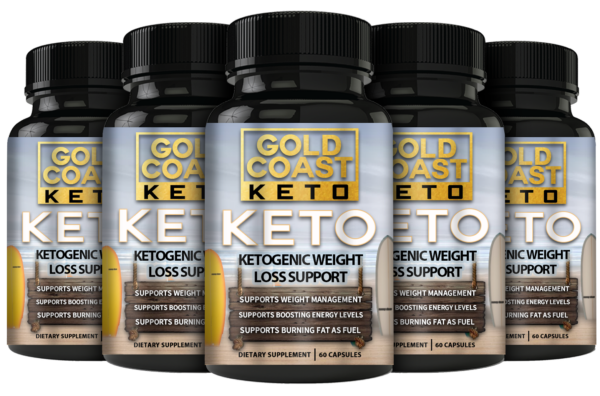 GOLD
COAST
KETO
KETO
KETOGENIC WEIGHT
LOSS SUPPORT
SUPPORTS WEIGHT MANAGEMENT
SUPPORTS BOOSTING ENERGY LEVELS
SUPPORTS BURNING FAT AS FUEL
DIETARY SUPPLEMENT | 60 CAPSULES